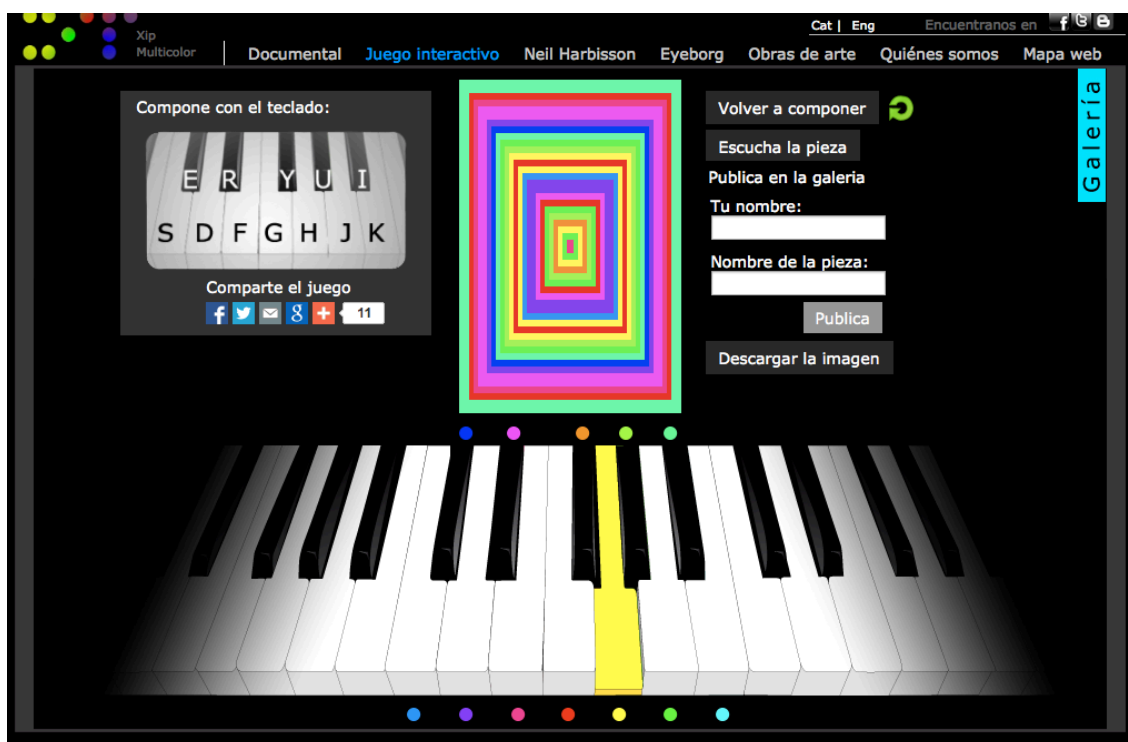 Cat | Eng Encuentranos en
Xip
Multicolor
Documental Juego interactivo Neil Harbisson Eyeborg Obras de arte Quiénes somos Mapa web
Compone con el teclado:
E R Y U I
S D F G H J K
Comparte el juego
11
Volver a componer
Escucha la pieza
Publica en la galeria
Tu nombre:
Nombre de la pieza:
Publica
Descargar la imagen
Galería